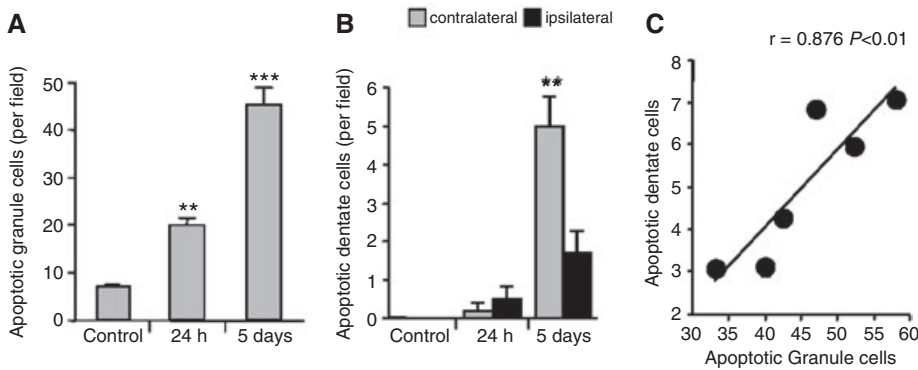 A
Apoptotic granule cells (per field)
50
40
30
20
10
0
**
***
Control
24 h
5 days
B
contralateral
ipsilateral
Apoptotic dentate cells (per field)
6
5
4
3
2
1
0
Control
24 h
5 days
C
r = 0.876 P<0.01
Apoptotic dentate cells
8
7
6
5
4
3
2
30
35
40
45
50
55
60
Apoptotic Granule cells